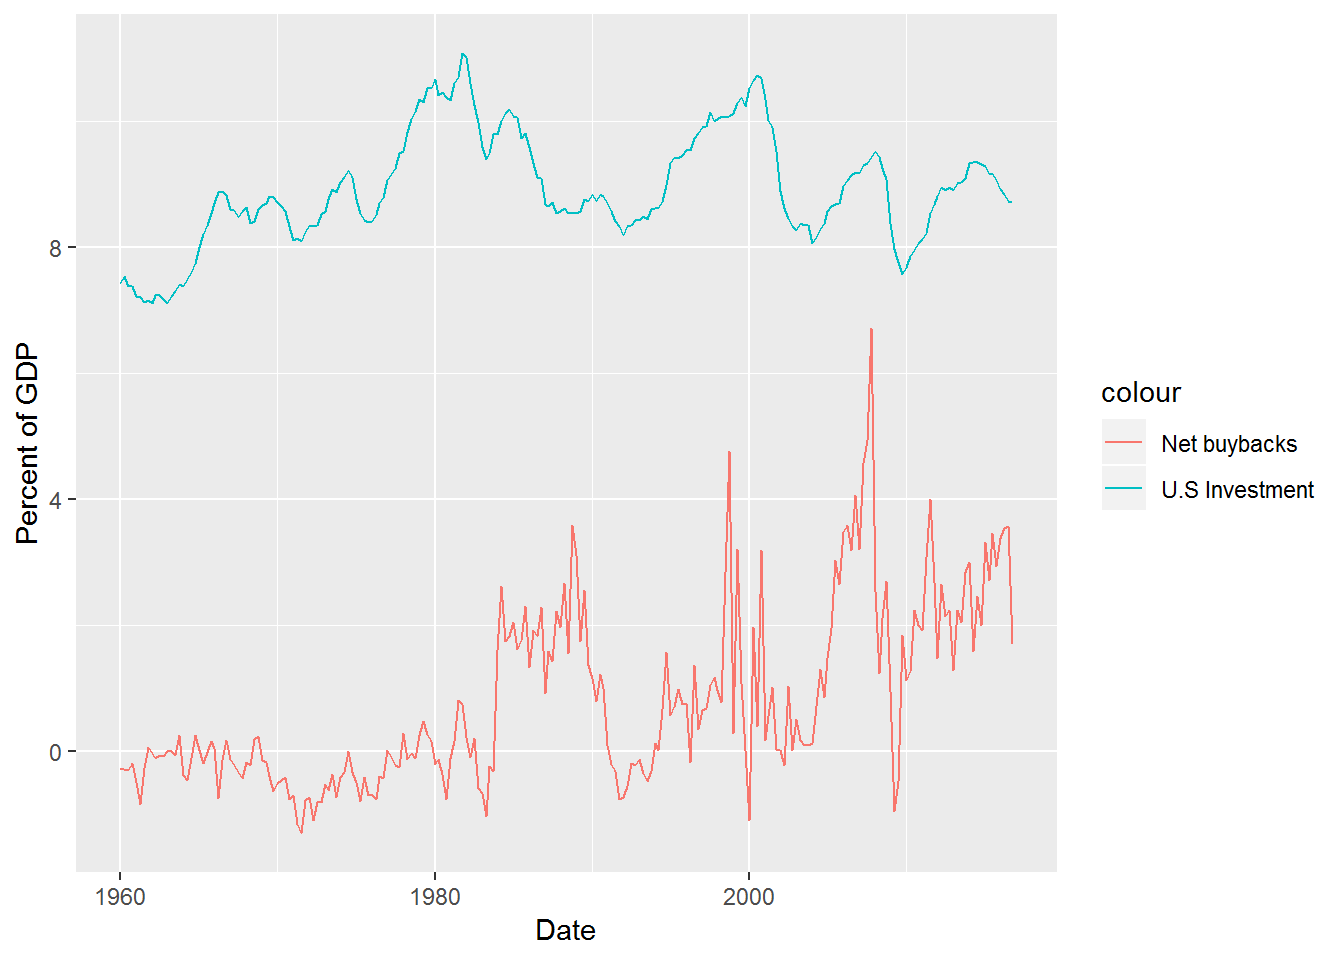 Percent of GDP
8
4
0
1960 1980 2000
Date
colour
Net buybacks
U.S Investment